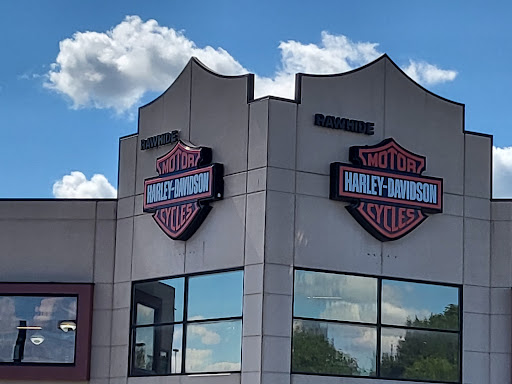 RAWHIDE
MOTOR
HARLEY-DAVIDSON
CYCLES
RAWHIDE
MOTOR
HARLEY-DAVIDSON
CYCLES